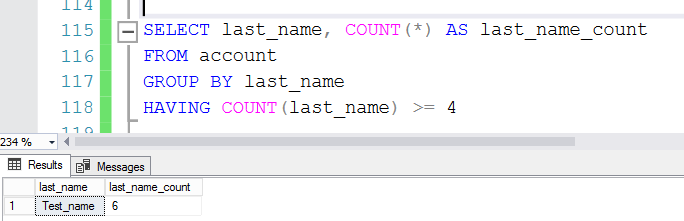 114
115 SELECT last_name, COUNT(*) AS last_name_count
116 FROM account
117 GROUP BY last_name
118 HAVING COUNT(last_name) >= 4
119
234 %
Results Messages
last_name last_name_count
1 Test_name 6